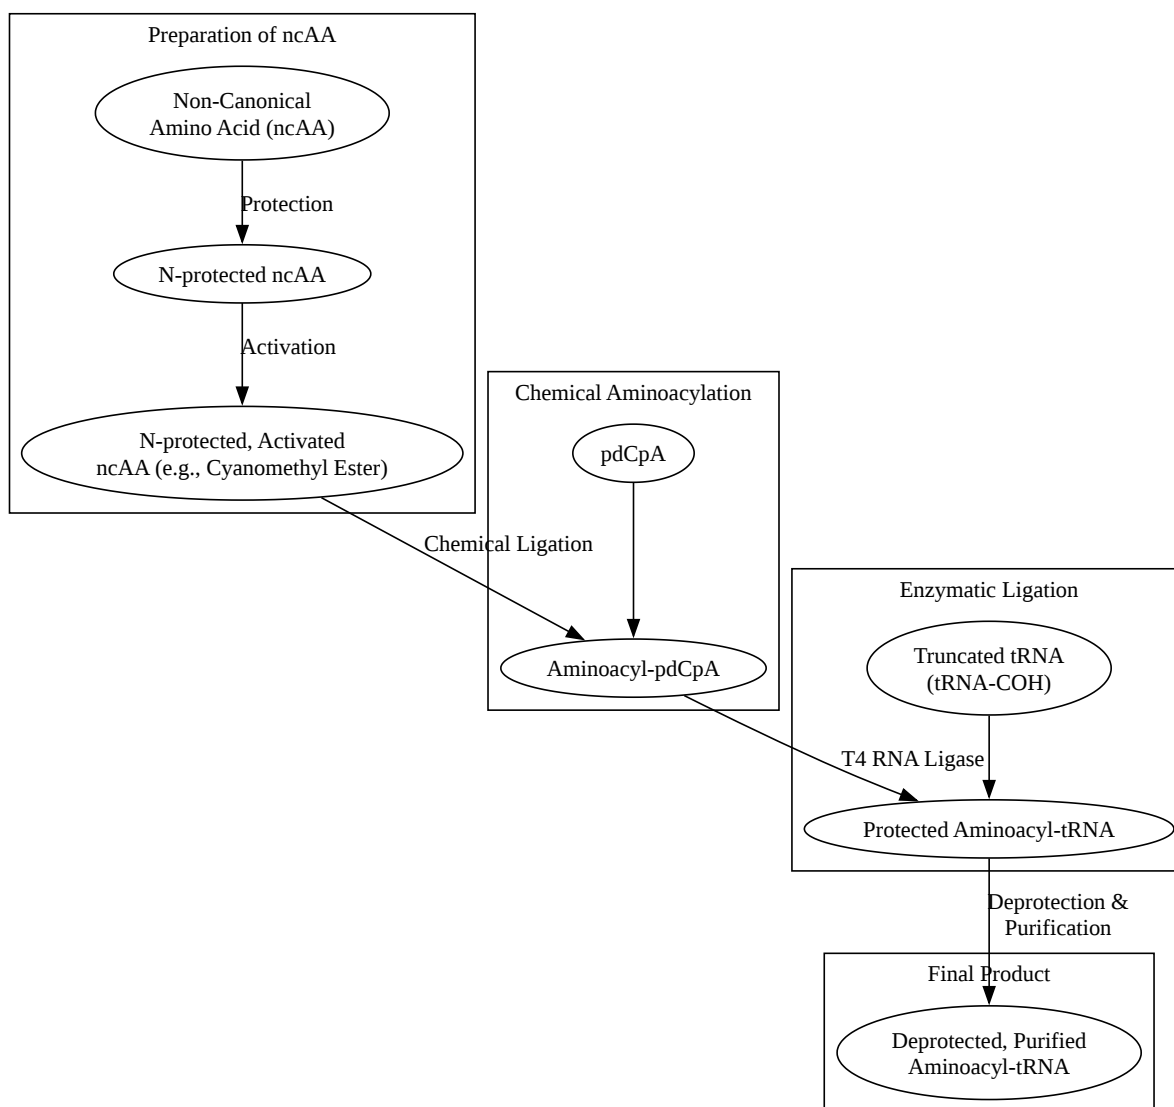 Preparation of ncAA
Non-Canonical
Amino Acid (ncAA)
Protection
N-protected ncAA
Activation
N-protected, Activated
ncAA (e.g., Cyanomethyl Ester)
Chemical Aminoacylation
pdCpA
Chemical Ligation
Aminoacyl-pdCpA
Enzymatic Ligation
Truncated tRNA
(tRNA-COH)
T4 RNA Ligase
Protected Aminoacyl-tRNA
Deprotection &
Purification
Final Product
Deprotected, Purified
Aminoacyl-tRNA